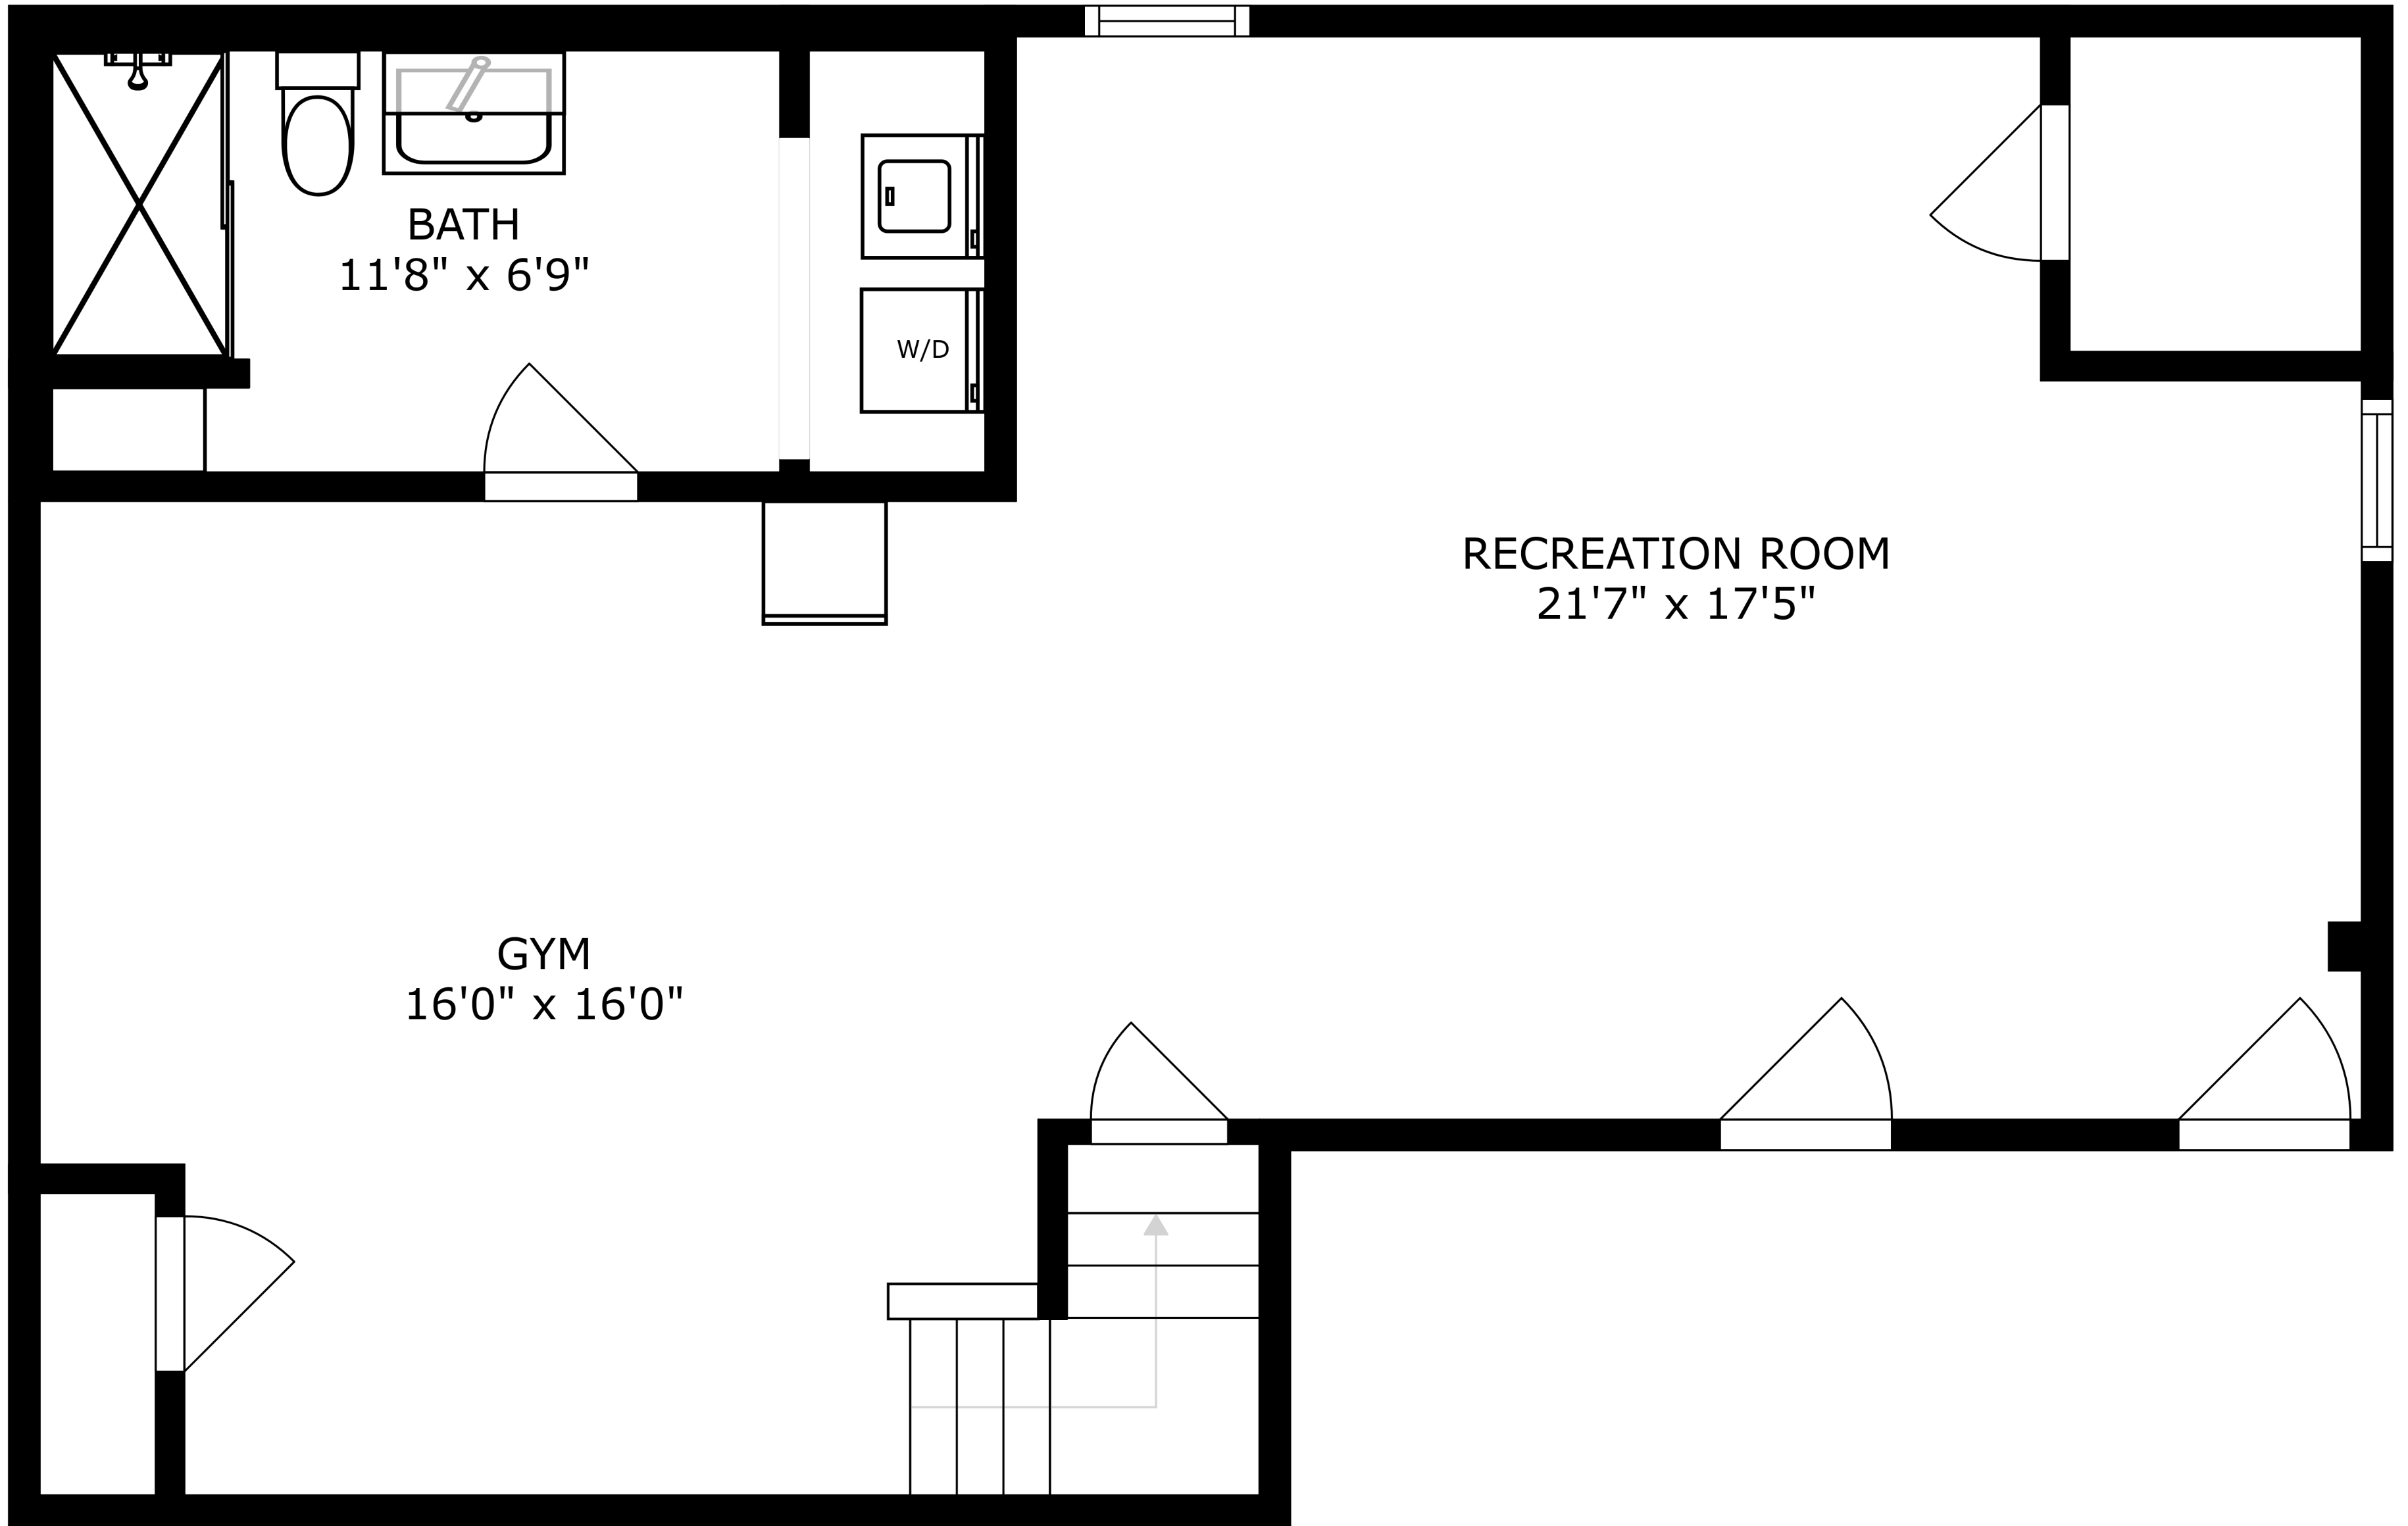 BATH
11'8" x 6'9"
W/D
RECREATION ROOM
21'7" x 17'5"
GYM
16'0" x 16'0"